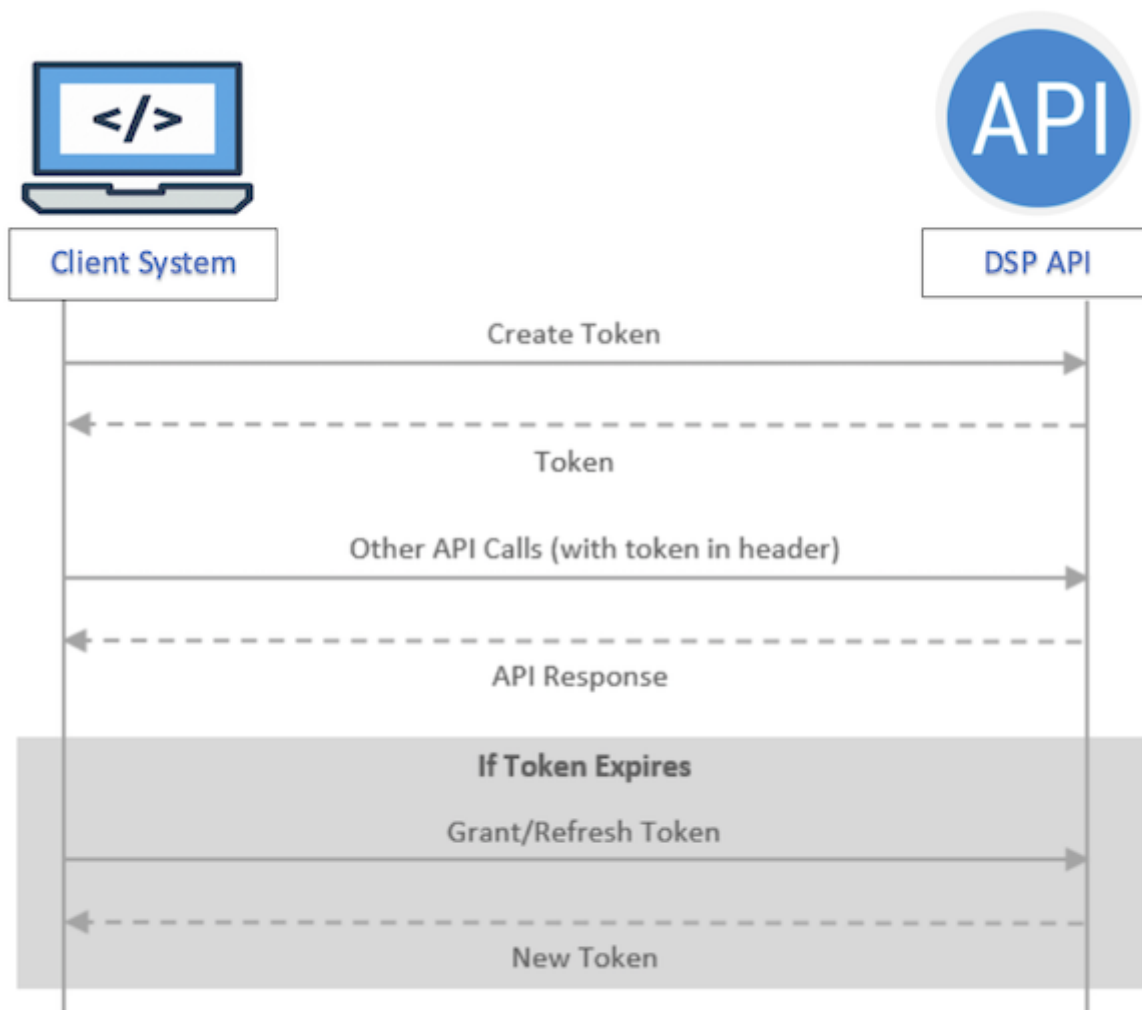 </>
API
Client System
DSP API
Create Token
Token
Other API Calls (with token in header)
API Response
If Token Expires
Grant/Refresh Token
New Token